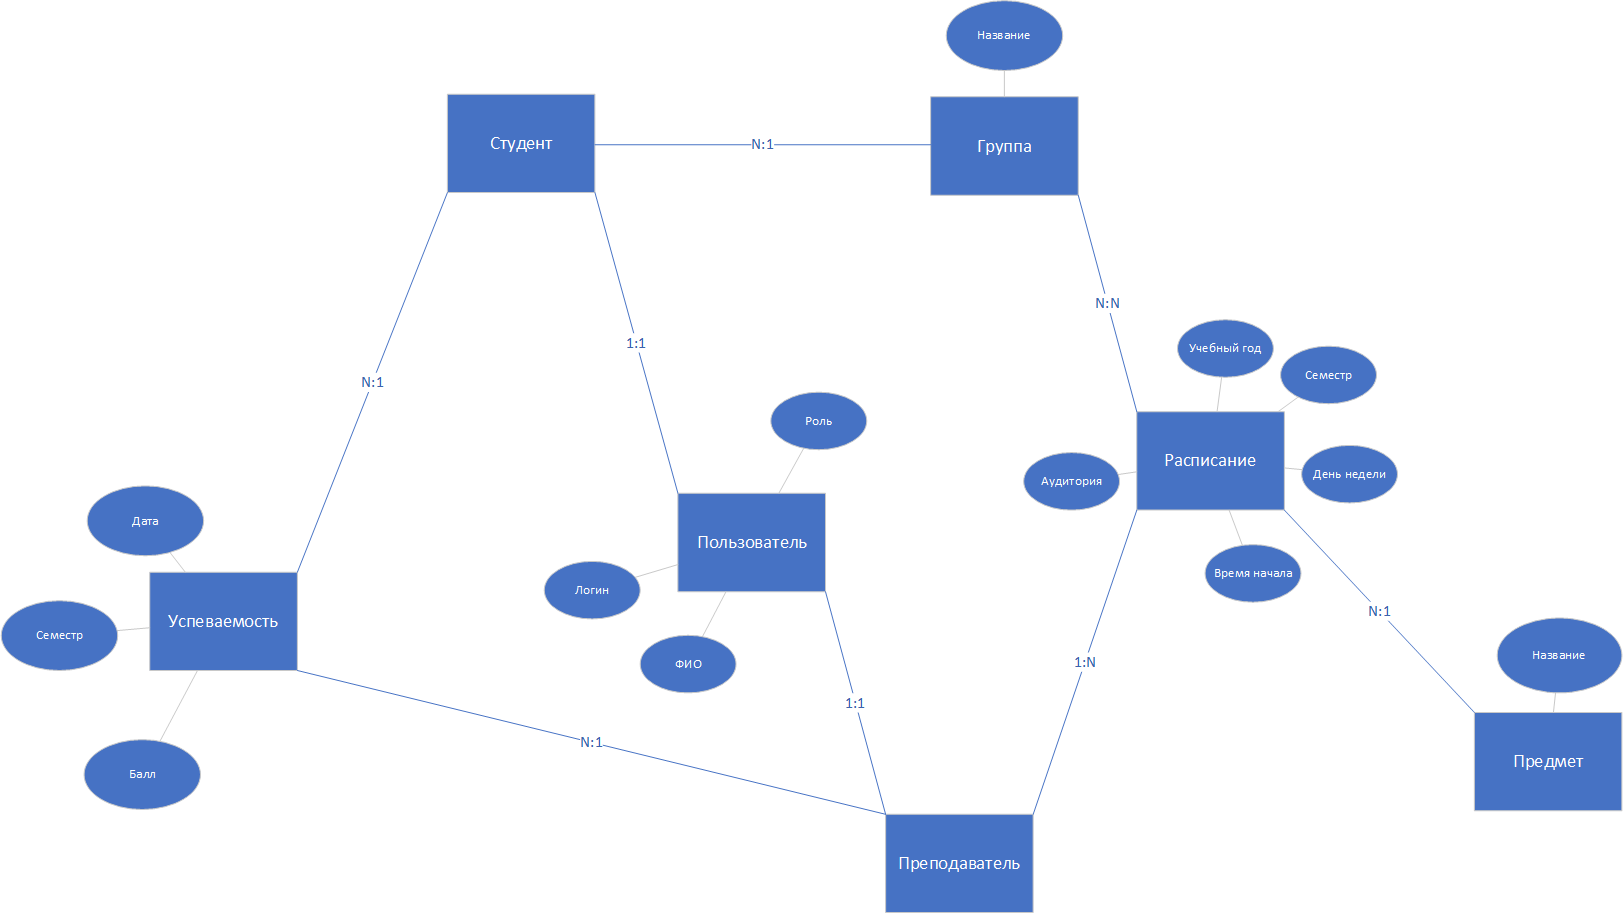 Название
Студент
N:1
Группа
N:N
1:1
Учебный год
Семестр
N:1
Роль
Расписание
День недели
Аудитория
Дата
Пользователь
Время начала
Логин
N:1
Успеваемость
Семестр
ФИО
1:N
Название
1:1
N:1
Предмет
Балл
Преподаватель